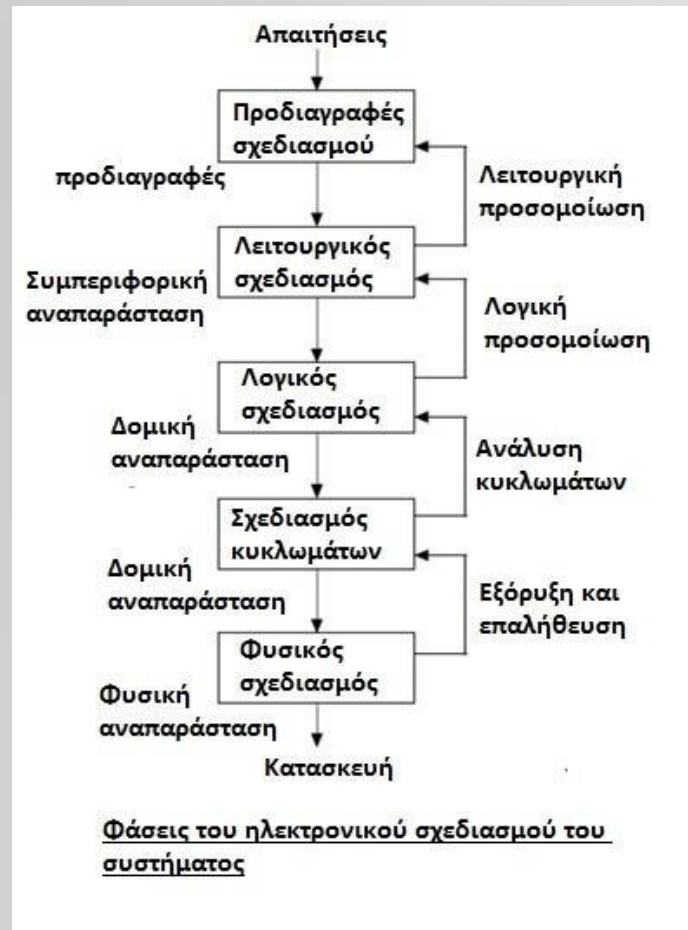 Απαιτήσεις
Προδιαγραφές
σχεδιασμού
προδιαγραφές
Λειτουργική
προσομοίωση
Λειτουργικός
σχεδιασμός
Συμπεριφορική
αναπαράσταση
Λογική
προσομοίωση
Λογικός
σχεδιασμός
Δομική
αναπαράσταση
Ανάλυση
κυκλωμάτων
Σχεδιασμός
κυκλωμάτων
Δομική
αναπαράσταση
Εξόρυξη και
επαλήθευση
Φυσικός
σχεδιασμός
Φυσική
αναπαράσταση
Κατασκευή
Φάσεις του ηλεκτρονικού σχεδιασμού του
συστήματος